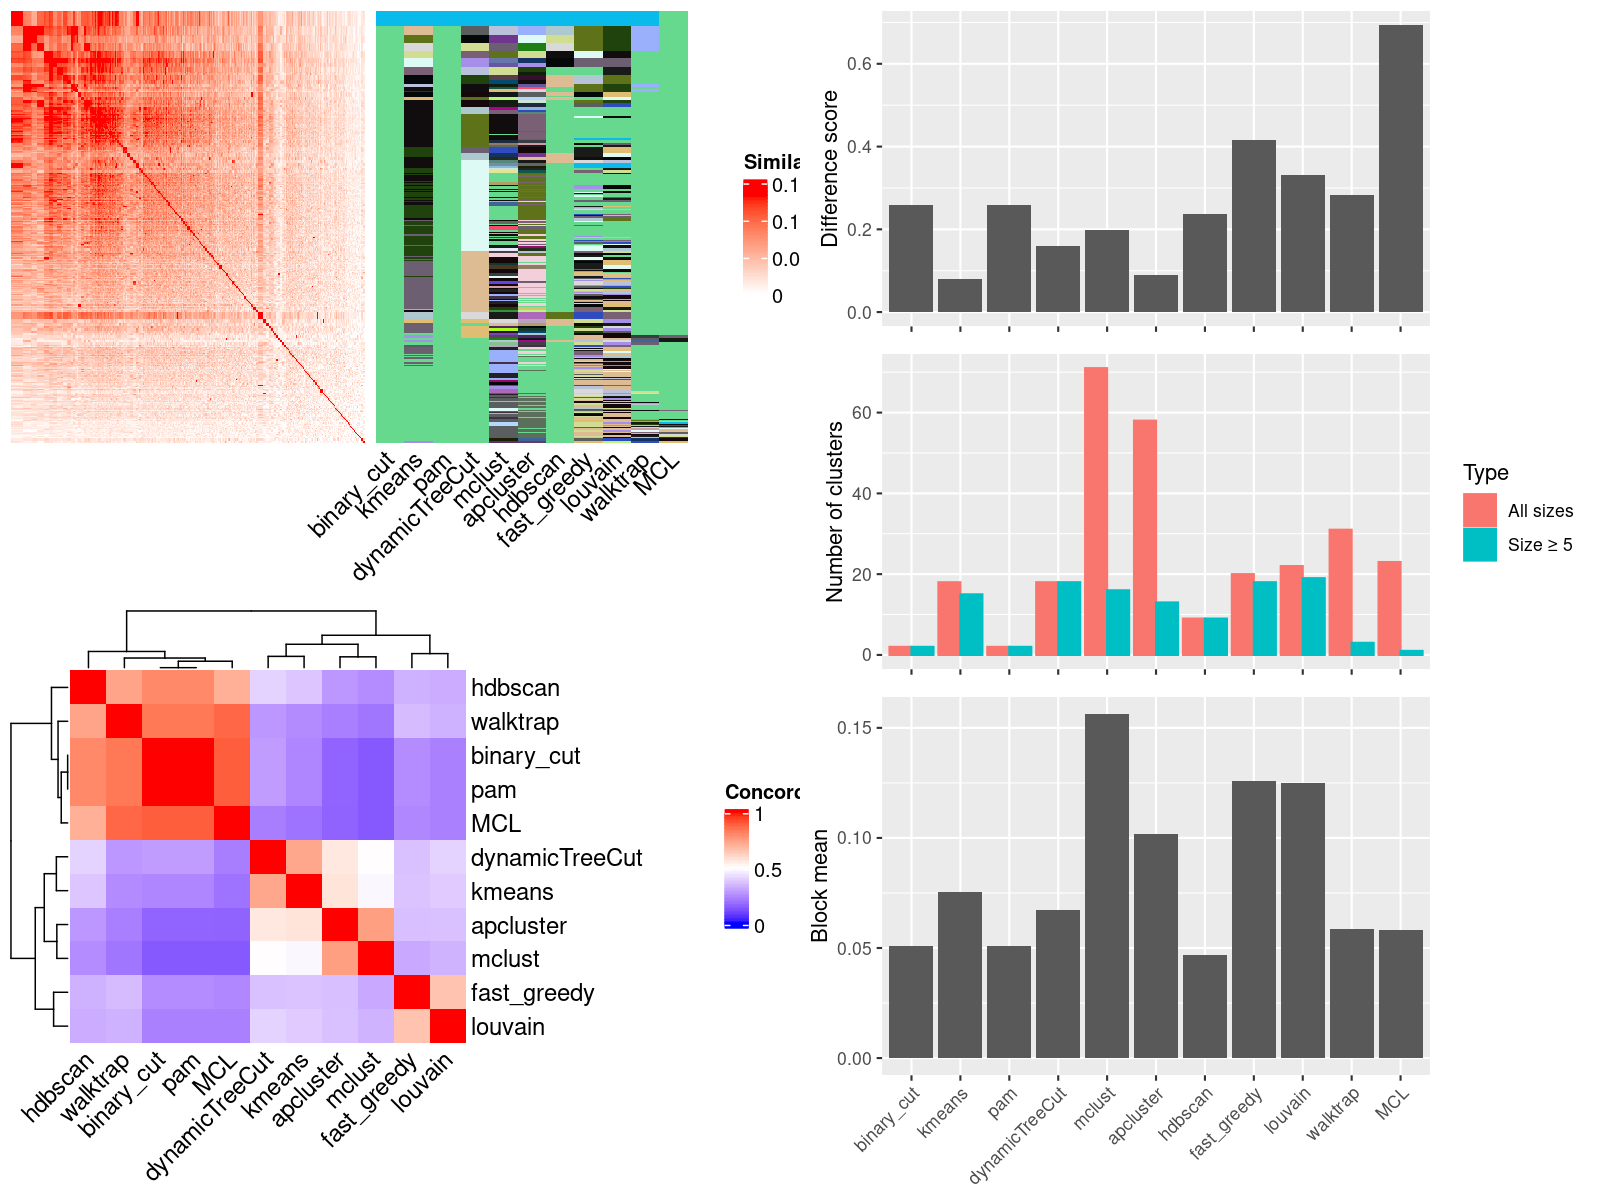 Simila
0.1
0.1
0.0
0
binary_cut
kmeans
pam
dynamicTreeCut
mclust
apcluster
hdbscan
fast_greedy
louvain
walktrap
MCL
hdbscan
walktrap
binary_cut
pam
MCL
dynamicTreeCut
kmeans
apcluster
mclust
fast_greedy
louvain
hdbscan
walktrap
binary_cut
pam
MCL
dynamicTreeCut
kmeans
apcluster
mclust
fast_greedy
louvain
Concord
1
0.5
0
Difference score
0.6
0.4
0.2
0.0
Number of clusters
60
40
20
0
Type
All sizes
Size ≥ 5
Block mean
0.15
0.10
0.05
0.00
binary_cut
kmeans
pam
dynamicTreeCut
mclust
apcluster
hdbscan
fast_greedy
louvain
walktrap
MCL